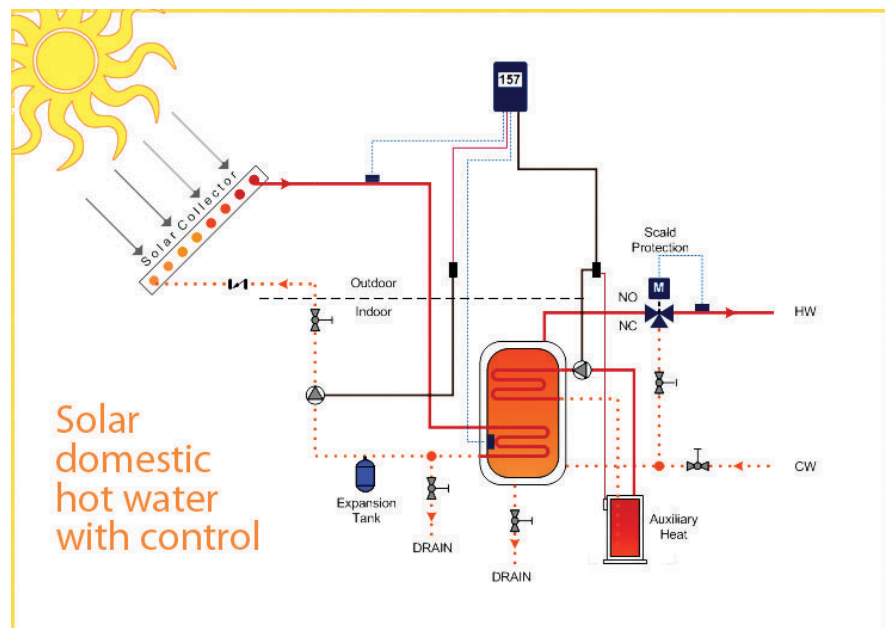 157
Solar Collector
Scald
Protection
M
Outdoor
Indoor
NO
NC
HW
Solar
domestic
hot water
with control
CW
Expansion
Tank
Auxiliary
Heat
DRAIN
DRAIN